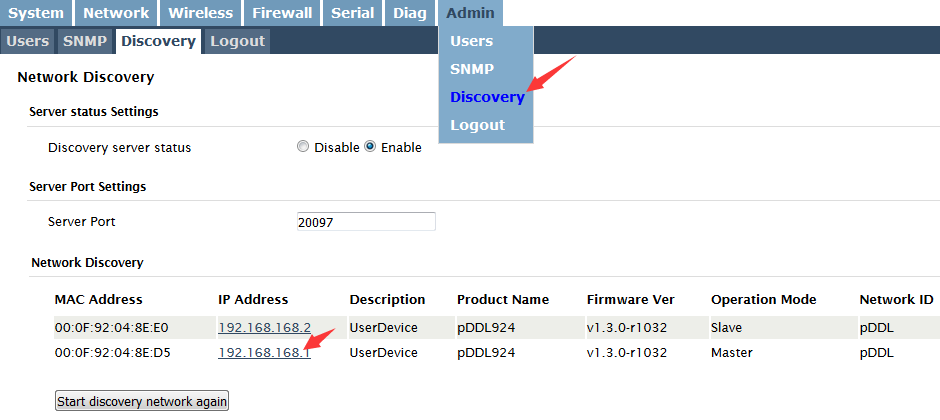 System Network Wireless Firewall Serial Diag Admin
Users SNMP Discovery Logout
Users
SNMP
Discovery
Logout
Network Discovery
Server status Settings
Discovery server status Disable Enable
Server Port Settings
Server Port 20097
Network Discovery
MAC Address IP Address Description Product Name Firmware Ver Operation Mode Network ID
00:0F:92:04:8E:E0 192.168.168.2 UserDevice pDDL924 v1.3.0-r1032 Slave pDDL
00:0F:92:04:8E:D5 192.168.168.1 UserDevice pDDL924 v1.3.0-r1032 Master pDDL
Start discovery network again